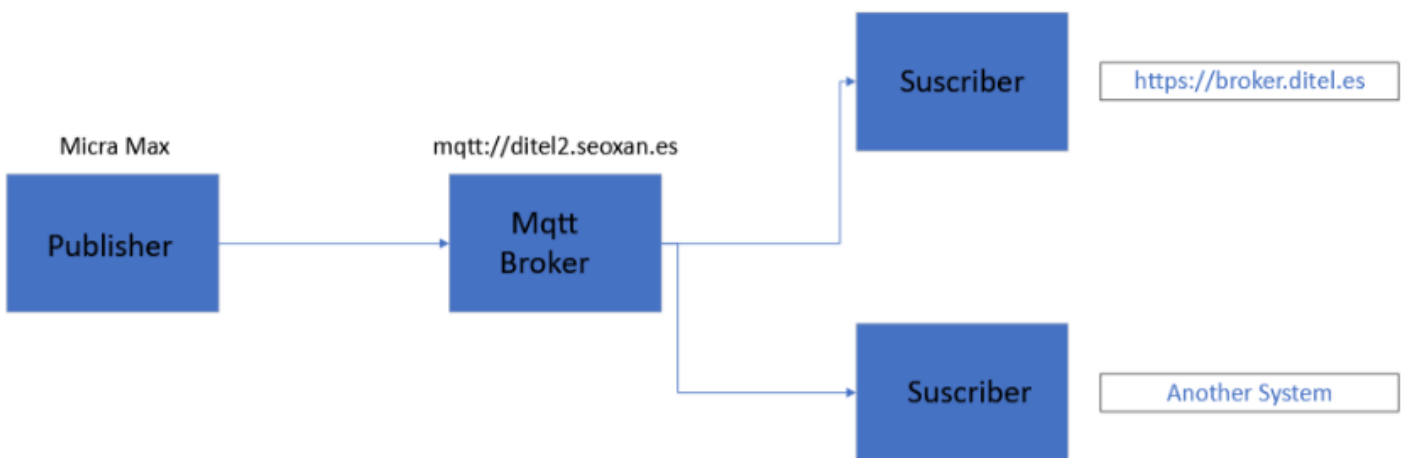 Micra Max
Publisher
mqtt://ditel2.seoxan.es
Mqtt
Broker
Suscriber
https://broker.ditel.es
Suscriber
Another System